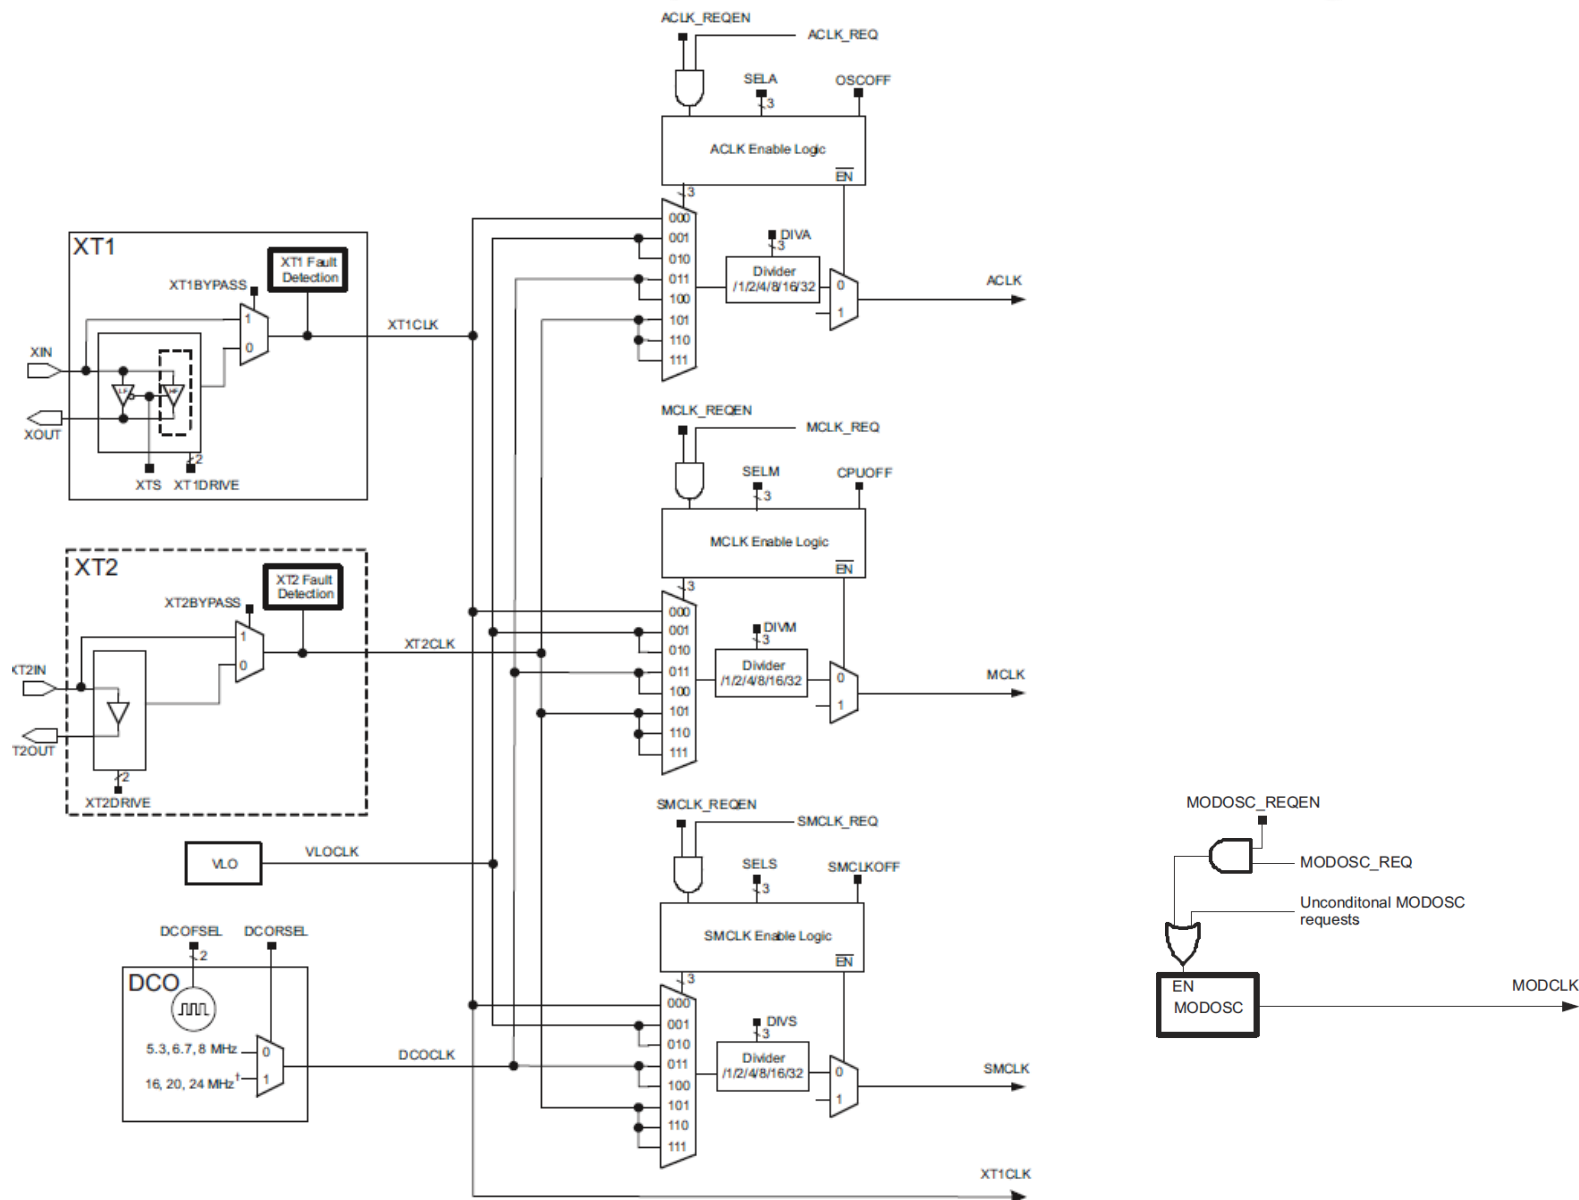 ACLK_REQEN
ACLK_REQ
SELA
OSCOFF
3
ACLK Enable Logic
EN
3
000
001
010
011
100
101
110
111
DIVA
3
Divider
/1/2/4/8/16/32
0
1
ACLK
XT1
XT1 Fault
Detection
XT1BYPASS
1
0
XT1CLK
XIN
LF
HF
XOUT
2
XTS
XT1DRIVE
MCLK_REQEN
MCLK_REQ
SELM
CPUOFF
3
MCLK Enable Logic
EN
3
000
001
010
011
100
101
110
111
DIVM
3
Divider
/1/2/4/8/16/32
0
1
MCLK
XT2
XT2 Fault
Detection
XT2BYPASS
1
0
XT2CLK
XT2IN
T2OUT
2
XT2DRIVE
SMCLK_REQEN
SMCLK_REQ
SELS
SMCLKOFF
3
SMCLK Enable Logic
EN
3
000
001
010
011
100
101
110
111
DIVS
3
Divider
/1/2/4/8/16/32
0
1
SMCLK
VLO
VLOCLK
DCOFSEL
DCORSEL
2
DCO
5.3, 6.7, 8 MHz
0
16, 20, 24 MHz†
1
DCOCLK
XT1CLK
MODOSC_REQEN
MODOSC_REQ
Unconditonal MODOSC
requests
EN
MODOSC
MODCLK